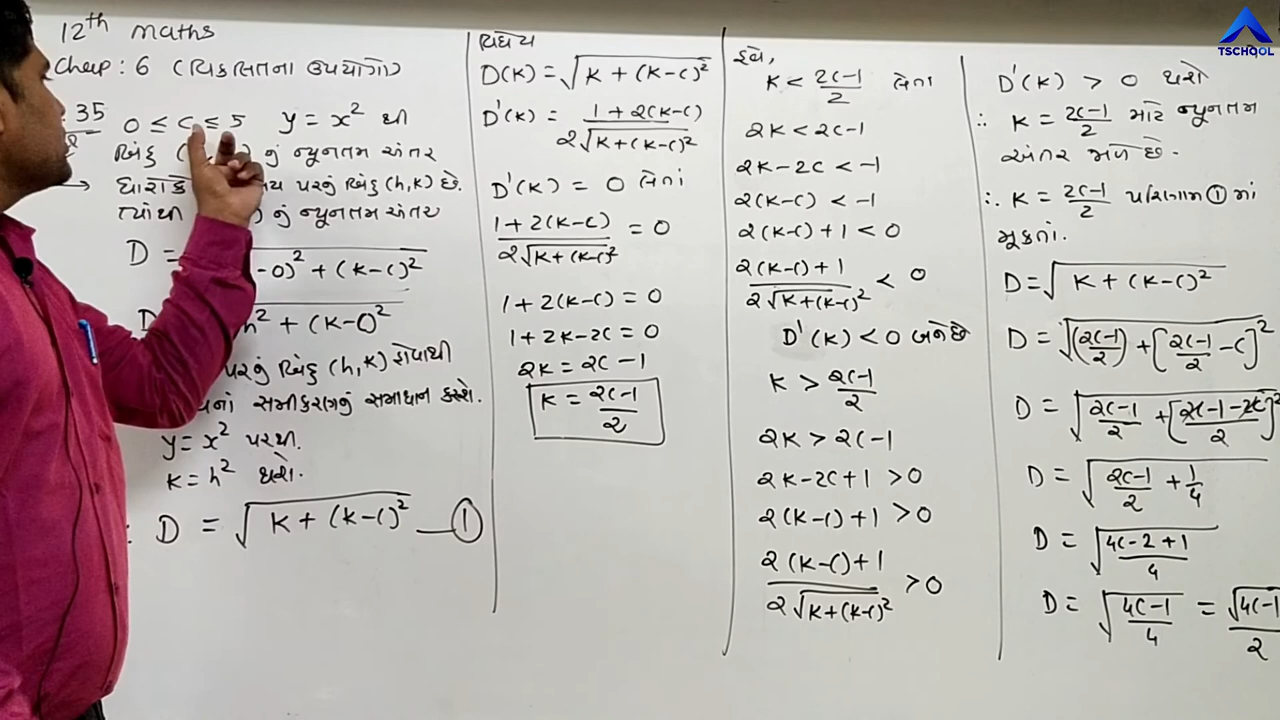 12th maths
Chap : 6 (વિકલિતના ઉપયોગો)
35
0 ≤ c ≤ 5 y = x² થી
બિંદુ નું ન્યૂનતમ અંતર
પરનું બિંદુ (h, k) છે.
ત્યાંથી નું ન્યૂનતમ અંતર
D = -0)² + (k-c)²
h² + (k-c)²
પરનું બિંદુ (h, k) હોવાથી
સમીકરણનું સમાધાન કરશે.
y = x² પરથી.
k = h² થશે.
D = √(k + (k-c)²) —①
વિધેય
D(k) = √(k + (k-c)²)
D'(k) = (1 + 2(k-c)) / (2√(k+(k-c)²))
D'(k) = 0 લેતાં
(1 + 2(k-c)) / (2√(k+(k-c)²)) = 0
1 + 2(k-c) = 0
1 + 2k - 2c = 0
2k = 2c - 1
k = (2c-1)/2
હવે,
k < (2c-1)/2 લેતા
2k < 2c-1
2k - 2c < -1
2(k-c) < -1
2(k-c) + 1 < 0
(2(k-c)+1) / (2√(k+(k-c)²)) < 0
D'(k) < 0 બને છે
k > (2c-1)/2
2k > 2c-1
2k-2c+1 > 0
2(k-c)+1 > 0
(2(k-c)+1) / (2√(k+(k-c)²)) > 0
D'(k) > 0 થશે
∴ k = (2c-1)/2 માટે ન્યૂનતમ
અંતર મળે છે.
∴ k = (2c-1)/2 પરિણામ ① માં
મૂકતાં.
D = √(k + (k-c)²)
D = √((2c-1)/2 + [(2c-1)/2 - c]²)
D = √((2c-1)/2 + [(2c-1-2c)/2]²)
D = √((2c-1)/2 + 1/4)
D = √((4c-2+1)/4)
D = √((4c-1)/4) = √(4c-1)/2
TSCHOOL